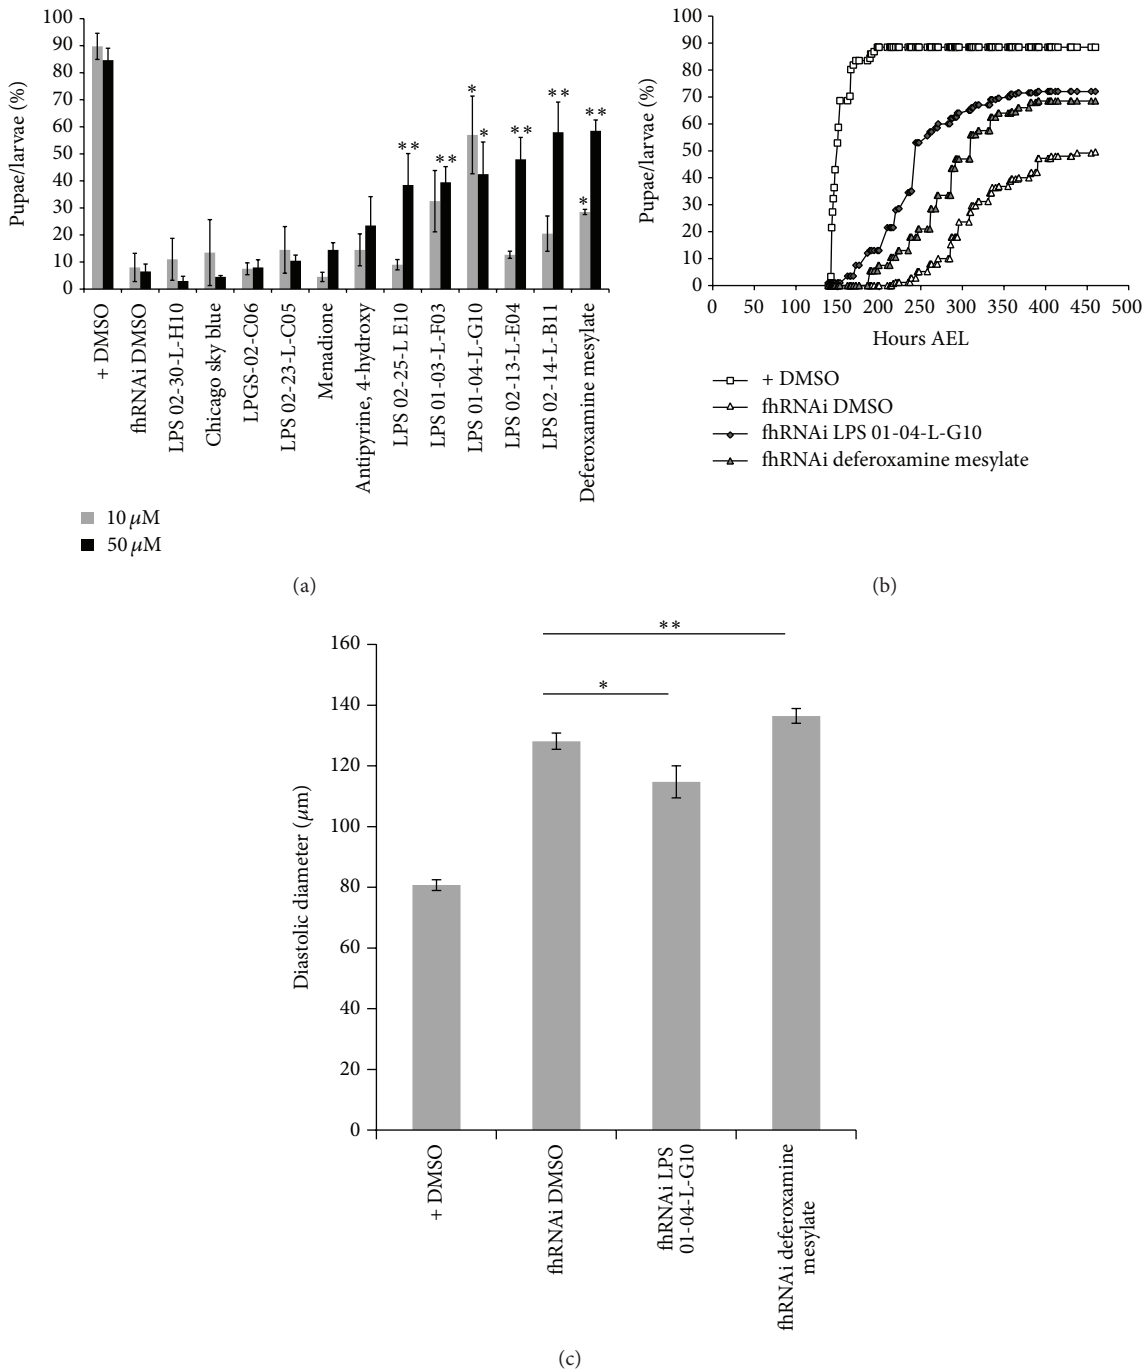 100
90
80
70
60
50
40
30
20
10
0
Pupae/larvae (%)
* ** ** * * ** ** * **
+ DMSO
fhRNAi DMSO
LPS 02-30-L-H10
Chicago sky blue
LPGS-02-C06
LPS 02-23-L-C05
Menadione
Antipyrine, 4-hydroxy
LPS 02-25-L E10
LPS 01-03-L-F03
LPS 01-04-L-G10
LPS 02-13-L-E04
LPS 02-14-L-B11
Deferoxamine mesylate
10 μM
50 μM
(a)
100
90
80
70
60
50
40
30
20
10
0
Pupae/larvae (%)
0 50 100 150 200 250 300 350 400 450 500
Hours AEL
+ DMSO
fhRNAi DMSO
fhRNAi LPS 01-04-L-G10
fhRNAi deferoxamine mesylate
(b)
160
140
120
100
80
60
40
20
0
Diastolic diameter (μm)
**
*
+ DMSO
fhRNAi DMSO
fhRNAi LPS
01-04-L-G10
fhRNAi deferoxamine
mesylate
(c)